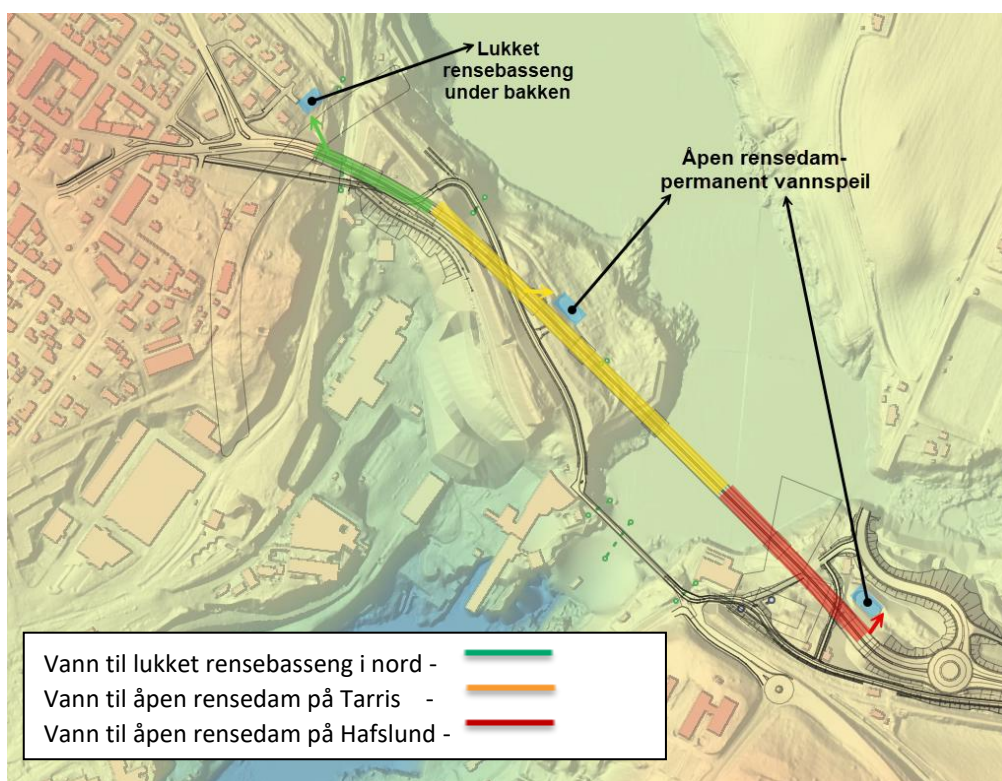 Lukket
rensebasseng
under bakken
Åpen rensedam-
permanent vannspeil
Vann til lukket rensebasseng i nord -
Vann til åpen rensedam på Tarris -
Vann til åpen rensedam på Hafslund -